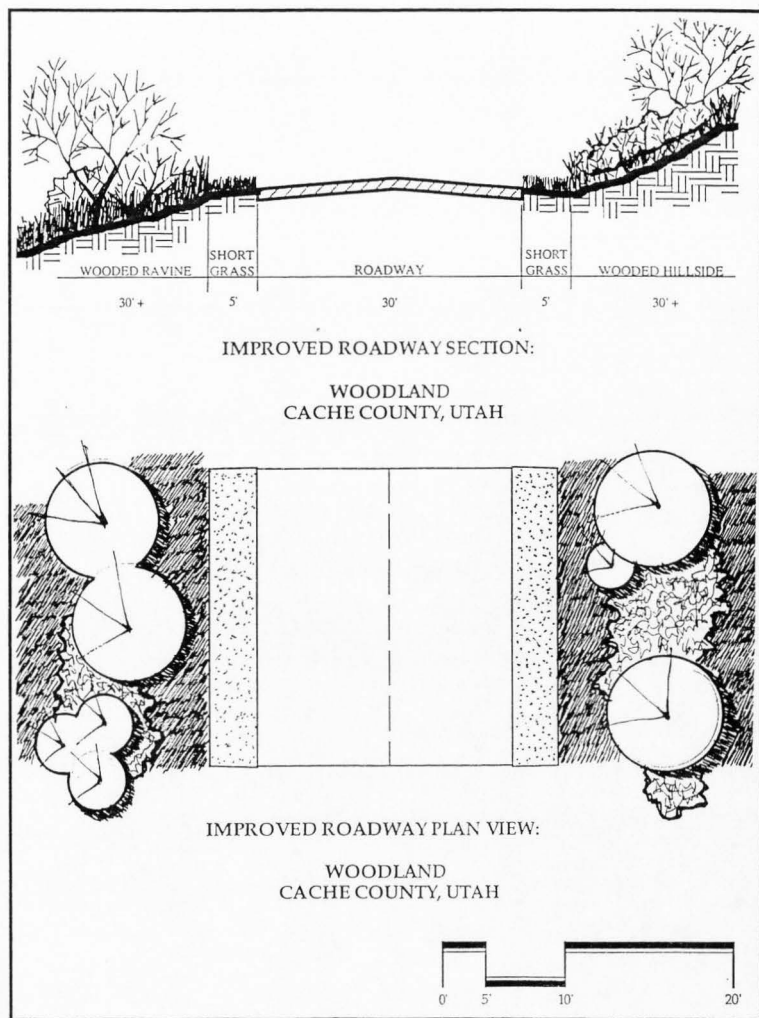 SHORT SHORT
WOODED RAVINE GRASS ROADWAY GRASS WOODED HILLSIDE
30' + 5' 30' 5' 30' +
IMPROVED ROADWAY SECTION:
WOODLAND
CACHE COUNTY, UTAH
IMPROVED ROADWAY PLAN VIEW:
WOODLAND
CACHE COUNTY, UTAH
0' 5' 10' 20'